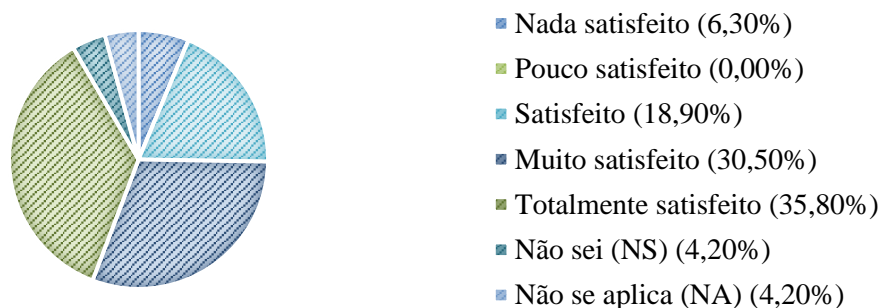 Nada satisfeito (6,30%)
Pouco satisfeito (0,00%)
Satisfeito (18,90%)
Muito satisfeito (30,50%)
Totalmente satisfeito (35,80%)
Não sei (NS) (4,20%)
Não se aplica (NA) (4,20%)